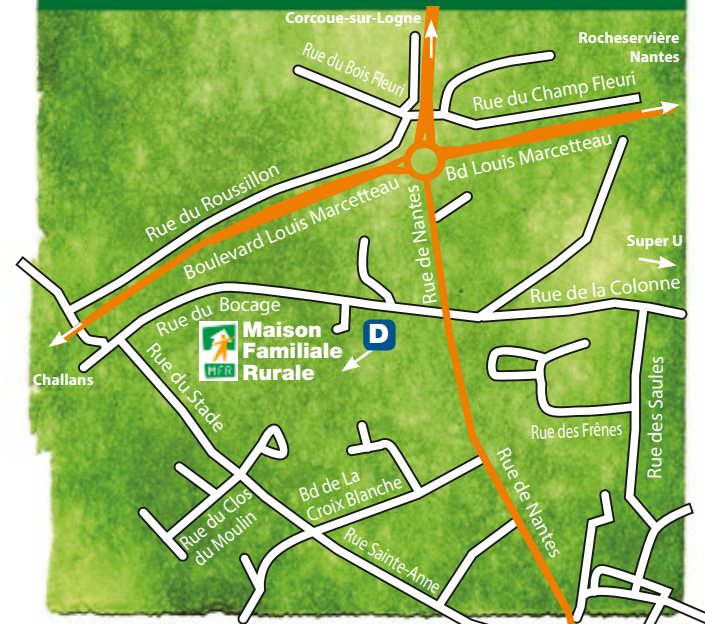 Corcoue-sur-Logne
Rocheservière
Nantes
Rue du Bois Fleuri
Rue du Champ Fleuri
Bd Louis Marcetteau
Rue du Roussillon
Boulevard Louis Marcetteau
Rue de Nantes
Super U
Rue de la Colonne
Rue du Bocage
Maison
Familiale
Rurale
MFR
D
Challans
Rue du Stade
Rue des Saules
Rue des Frênes
Rue de Nantes
Bd de La
Croix Blanche
Rue du Clos
du Moulin
Rue Sainte-Anne